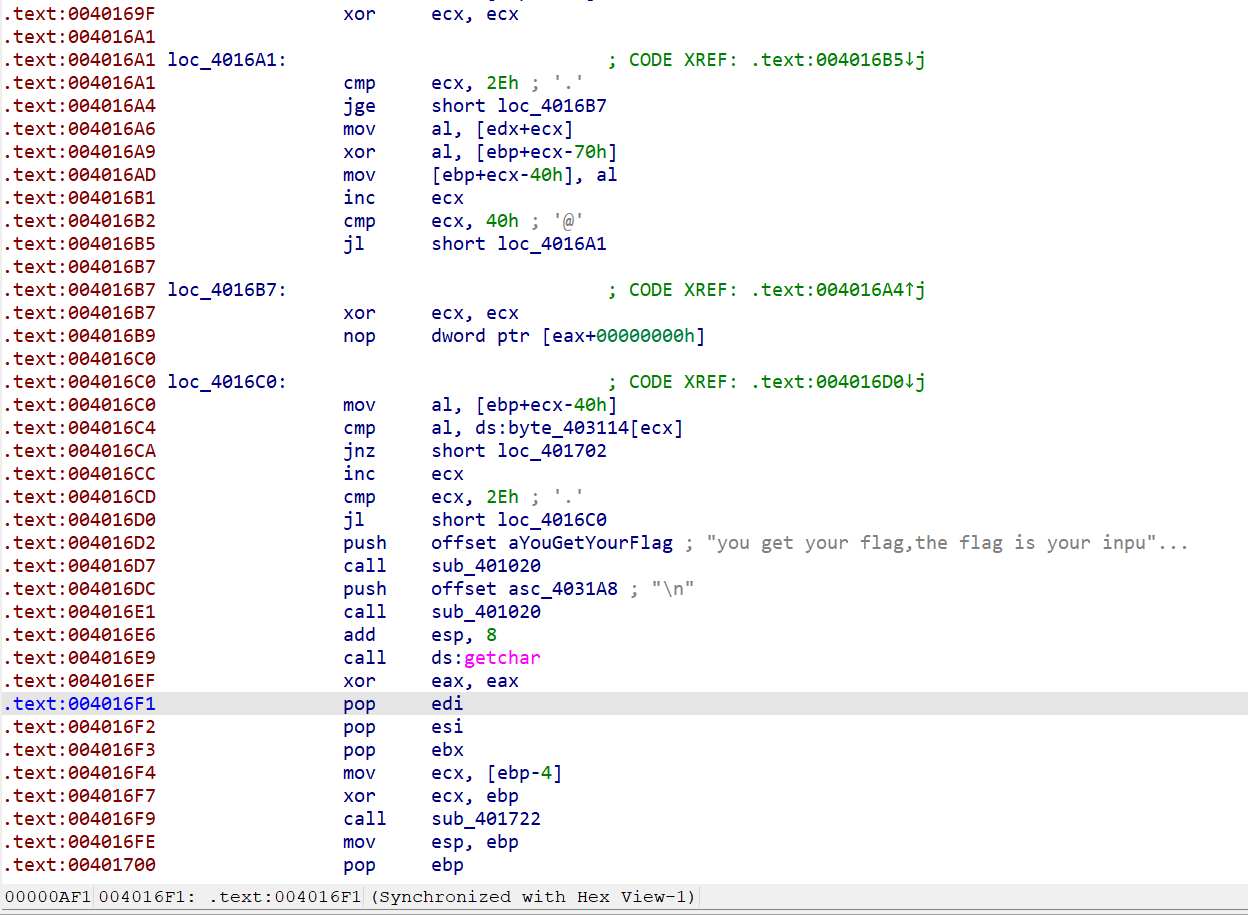 .text:0040169F xor ecx, ecx
.text:004016A1
.text:004016A1 loc_4016A1: ; CODE XREF: .text:004016B5↓j
.text:004016A1 cmp ecx, 2Eh ; '.'
.text:004016A4 jge short loc_4016B7
.text:004016A6 mov al, [edx+ecx]
.text:004016A9 xor al, [ebp+ecx-70h]
.text:004016AD mov [ebp+ecx-40h], al
.text:004016B1 inc ecx
.text:004016B2 cmp ecx, 40h ; '@'
.text:004016B5 jl short loc_4016A1
.text:004016B7
.text:004016B7 loc_4016B7: ; CODE XREF: .text:004016A4↑j
.text:004016B7 xor ecx, ecx
.text:004016B9 nop dword ptr [eax+00000000h]
.text:004016C0
.text:004016C0 loc_4016C0: ; CODE XREF: .text:004016D0↓j
.text:004016C0 mov al, [ebp+ecx-40h]
.text:004016C4 cmp al, ds:byte_403114[ecx]
.text:004016CA jnz short loc_401702
.text:004016CC inc ecx
.text:004016CD cmp ecx, 2Eh ; '.'
.text:004016D0 jl short loc_4016C0
.text:004016D2 push offset aYouGetYourFlag ; "you get your flag,the flag is your inpu"...
.text:004016D7 call sub_401020
.text:004016DC push offset asc_4031A8 ; "\n"
.text:004016E1 call sub_401020
.text:004016E6 add esp, 8
.text:004016E9 call ds:getchar
.text:004016EF xor eax, eax
.text:004016F1 pop edi
.text:004016F2 pop esi
.text:004016F3 pop ebx
.text:004016F4 mov ecx, [ebp-4]
.text:004016F7 xor ecx, ebp
.text:004016F9 call sub_401722
.text:004016FE mov esp, ebp
.text:00401700 pop ebp
00000AF1 004016F1: .text:004016F1 (Synchronized with Hex View-1)